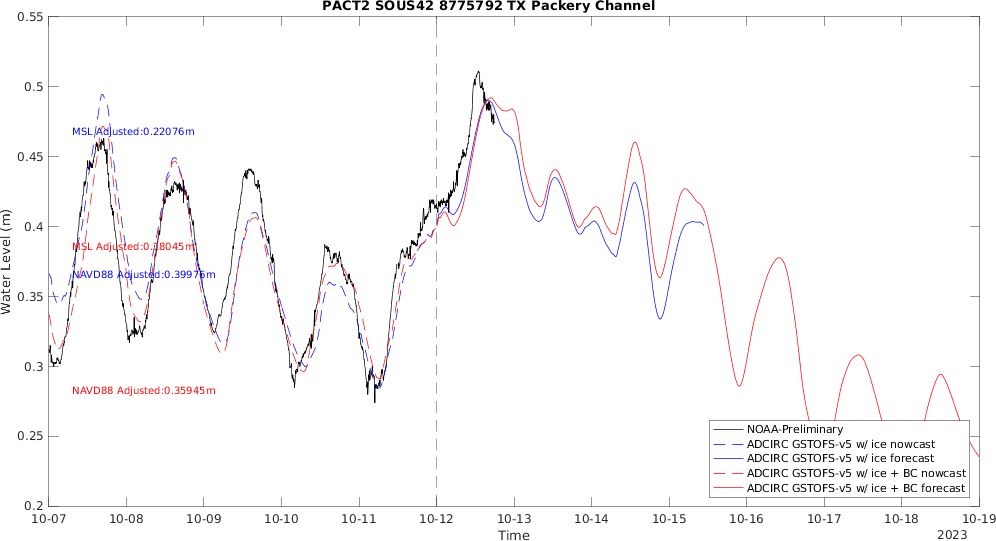 PACT2 SOUS42 8775792 TX Packery Channel
0.55
0.5
0.45
0.4
0.35
0.3
0.25
0.2
Water Level (m)
MSL Adjusted:0.22076m
MSL Adjusted:0.18045m
NAVD88 Adjusted:0.39976m
NAVD88 Adjusted:0.35945m
NOAA-Preliminary
ADCIRC GSTOFS-v5 w/ ice nowcast
ADCIRC GSTOFS-v5 w/ ice forecast
ADCIRC GSTOFS-v5 w/ ice + BC nowcast
ADCIRC GSTOFS-v5 w/ ice + BC forecast
10-07 10-08 10-09 10-10 10-11 10-12 10-13 10-14 10-15 10-16 10-17 10-18 10-19
Time
2023